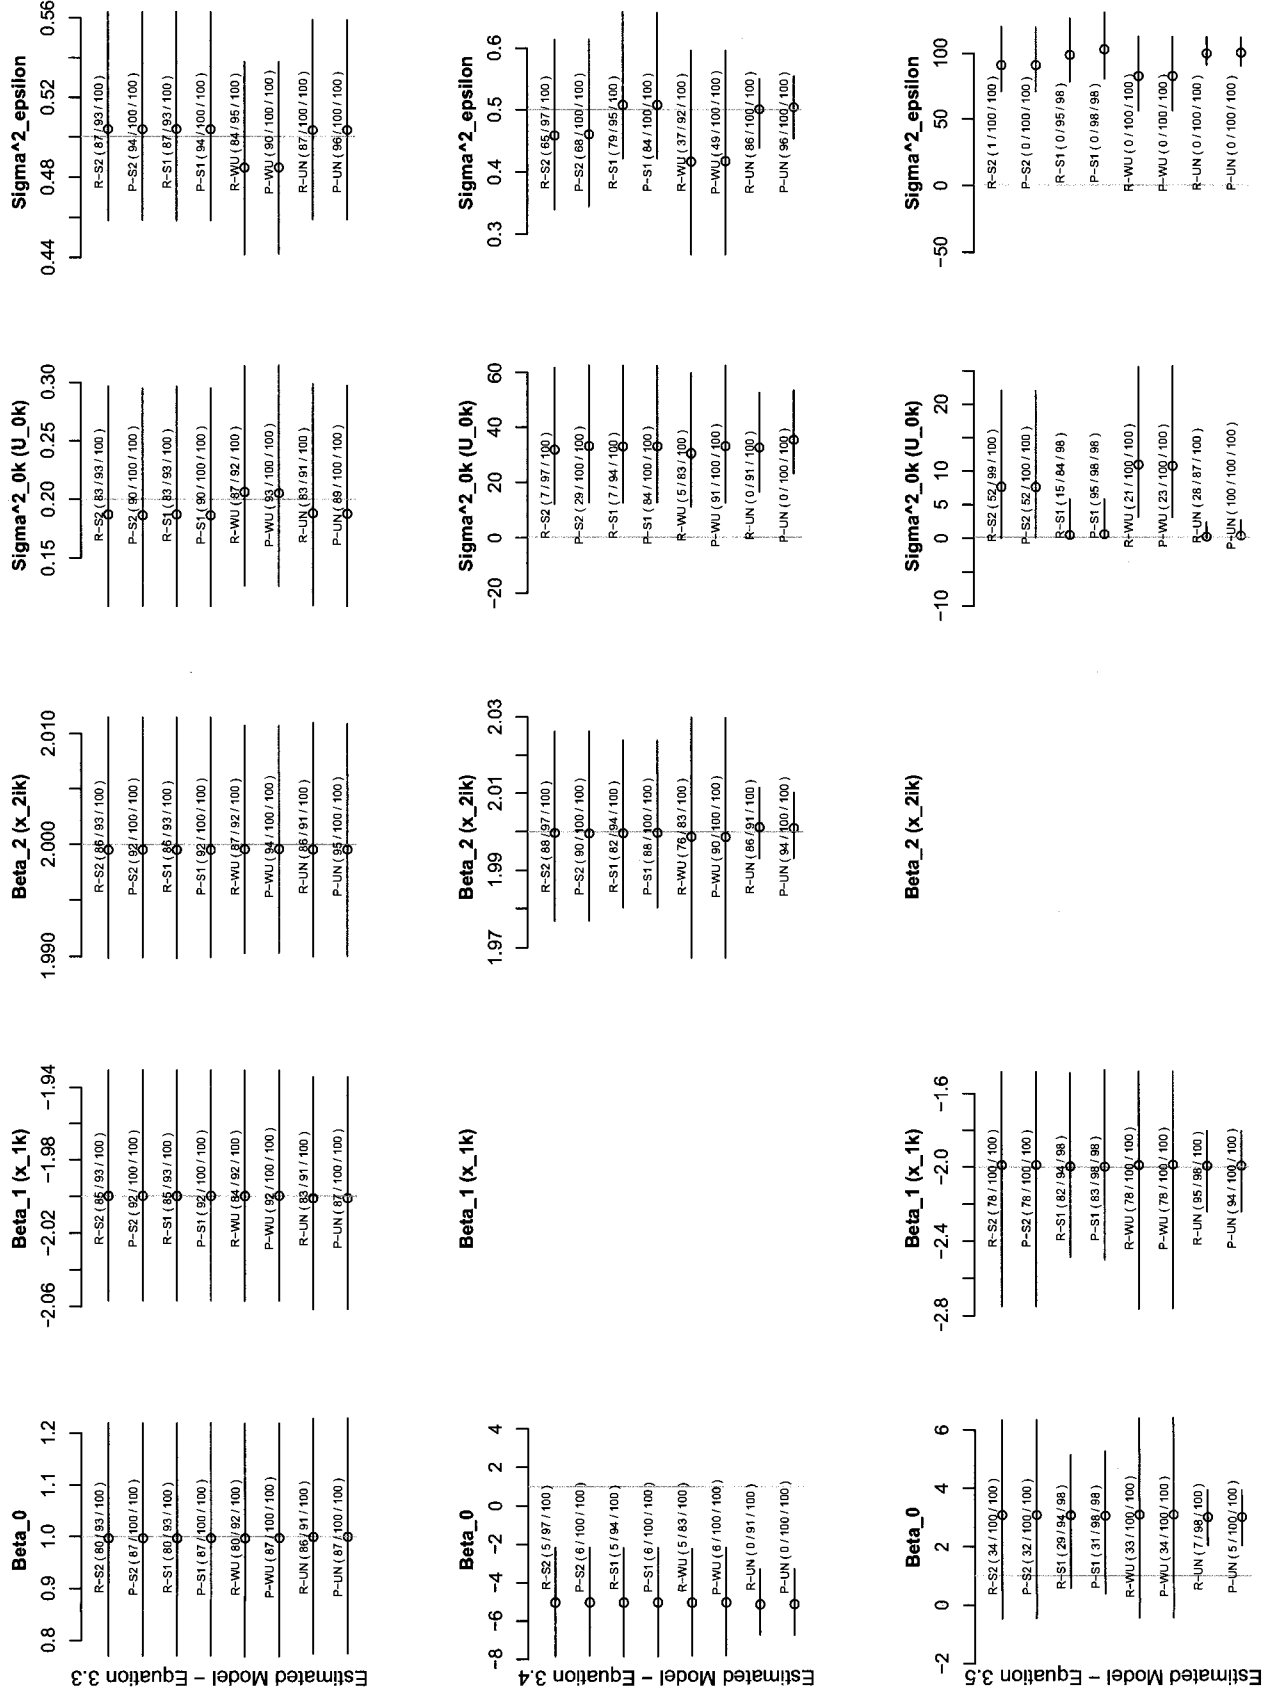 Estimated Model – Equation 3.3
Beta_0
0.8 0.9 1.0 1.1 1.2
R–S2 ( 80 / 93 / 100 )
P–S2 ( 87 / 100 / 100 )
R–S1 ( 80 / 93 / 100 )
P–S1 ( 87 / 100 / 100 )
R–WU ( 80 / 92 / 100 )
P–WU ( 87 / 100 / 100 )
R–UN ( 86 / 91 / 100 )
P–UN ( 87 / 100 / 100 )
Beta_1 (x_1k)
−2.06 −2.02 −1.98 −1.94
R–S2 ( 85 / 93 / 100 )
P–S2 ( 92 / 100 / 100 )
R–S1 ( 85 / 93 / 100 )
P–S1 ( 92 / 100 / 100 )
R–WU ( 84 / 92 / 100 )
P–WU ( 92 / 100 / 100 )
R–UN ( 83 / 91 / 100 )
P–UN ( 87 / 100 / 100 )
Beta_2 (x_2ik)
1.990 2.000 2.010
R–S2 ( 86 / 93 / 100 )
P–S2 ( 92 / 100 / 100 )
R–S1 ( 86 / 93 / 100 )
P–S1 ( 92 / 100 / 100 )
R–WU ( 87 / 92 / 100 )
P–WU ( 94 / 100 / 100 )
R–UN ( 86 / 91 / 100 )
P–UN ( 95 / 100 / 100 )
Sigma^2_0k (U_0k)
0.15 0.20 0.25 0.30
R–S2 ( 83 / 93 / 100 )
P–S2 ( 90 / 100 / 100 )
R–S1 ( 83 / 93 / 100 )
P–S1 ( 90 / 100 / 100 )
R–WU ( 87 / 92 / 100 )
P–WU ( 93 / 100 / 100 )
R–UN ( 83 / 91 / 100 )
P–UN ( 89 / 100 / 100 )
Sigma^2_epsilon
0.44 0.48 0.52 0.56
R–S2 ( 87 / 93 / 100 )
P–S2 ( 94 / 100 / 100 )
R–S1 ( 87 / 93 / 100 )
P–S1 ( 94 / 100 / 100 )
R–WU ( 84 / 95 / 100 )
P–WU ( 90 / 100 / 100 )
R–UN ( 87 / 100 / 100 )
P–UN ( 96 / 100 / 100 )
Estimated Model – Equation 3.4
Beta_0
−8 −6 −4 −2 0 2 4
R–S2 ( 5 / 97 / 100 )
P–S2 ( 6 / 100 / 100 )
R–S1 ( 5 / 94 / 100 )
P–S1 ( 6 / 100 / 100 )
R–WU ( 5 / 83 / 100 )
P–WU ( 6 / 100 / 100 )
R–UN ( 0 / 91 / 100 )
P–UN ( 0 / 100 / 100 )
Beta_1 (x_1k)
Beta_2 (x_2ik)
1.97 1.99 2.01 2.03
R–S2 ( 88 / 97 / 100 )
P–S2 ( 90 / 100 / 100 )
R–S1 ( 82 / 94 / 100 )
P–S1 ( 88 / 100 / 100 )
R–WU ( 76 / 83 / 100 )
P–WU ( 90 / 100 / 100 )
R–UN ( 86 / 91 / 100 )
P–UN ( 94 / 100 / 100 )
Sigma^2_0k (U_0k)
−20 0 20 40 60
R–S2 ( 7 / 97 / 100 )
P–S2 ( 29 / 100 / 100 )
R–S1 ( 7 / 94 / 100 )
P–S1 ( 84 / 100 / 100 )
R–WU ( 5 / 83 / 100 )
P–WU ( 91 / 100 / 100 )
R–UN ( 0 / 91 / 100 )
P–UN ( 0 / 100 / 100 )
Sigma^2_epsilon
0.3 0.4 0.5 0.6
R–S2 ( 65 / 97 / 100 )
P–S2 ( 68 / 100 / 100 )
R–S1 ( 79 / 95 / 100 )
P–S1 ( 84 / 100 / 100 )
R–WU ( 37 / 92 / 100 )
P–WU ( 49 / 100 / 100 )
R–UN ( 86 / 100 / 100 )
P–UN ( 96 / 100 / 100 )
Estimated Model – Equation 3.5
Beta_0
−2 0 2 4 6
R–S2 ( 34 / 100 / 100 )
P–S2 ( 32 / 100 / 100 )
R–S1 ( 29 / 94 / 98 )
P–S1 ( 31 / 98 / 98 )
R–WU ( 33 / 100 / 100 )
P–WU ( 34 / 100 / 100 )
R–UN ( 7 / 98 / 100 )
P–UN ( 5 / 100 / 100 )
Beta_1 (x_1k)
−2.8 −2.4 −2.0 −1.6
R–S2 ( 78 / 100 / 100 )
P–S2 ( 78 / 100 / 100 )
R–S1 ( 82 / 94 / 98 )
P–S1 ( 83 / 98 / 98 )
R–WU ( 78 / 100 / 100 )
P–WU ( 78 / 100 / 100 )
R–UN ( 95 / 98 / 100 )
P–UN ( 94 / 100 / 100 )
Beta_2 (x_2ik)
Sigma^2_0k (U_0k)
−10 0 5 10 20
R–S2 ( 52 / 99 / 100 )
P–S2 ( 52 / 100 / 100 )
R–S1 ( 15 / 84 / 98 )
P–S1 ( 95 / 98 / 98 )
R–WU ( 21 / 100 / 100 )
P–WU ( 23 / 100 / 100 )
R–UN ( 28 / 87 / 100 )
P–UN ( 100 / 100 / 100 )
Sigma^2_epsilon
−50 0 50 100
R–S2 ( 1 / 100 / 100 )
P–S2 ( 0 / 100 / 100 )
R–S1 ( 0 / 95 / 98 )
P–S1 ( 0 / 98 / 98 )
R–WU ( 0 / 100 / 100 )
P–WU ( 0 / 100 / 100 )
R–UN ( 0 / 100 / 100 )
P–UN ( 0 / 100 / 100 )